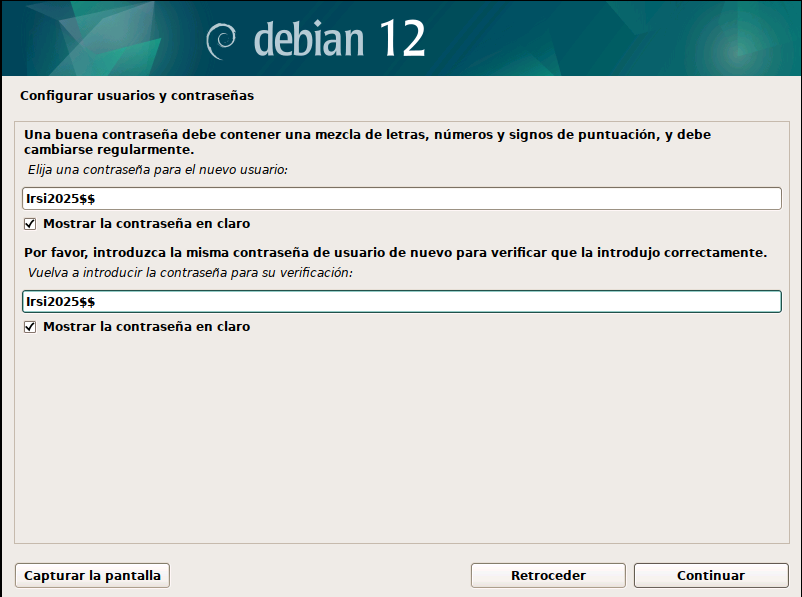 debian 12
Configurar usuarios y contraseñas
Una buena contraseña debe contener una mezcla de letras, números y signos de puntuación, y debe
cambiarse regularmente.
Elija una contraseña para el nuevo usuario:
Irsi2025$$
Mostrar la contraseña en claro
Por favor, introduzca la misma contraseña de usuario de nuevo para verificar que la introdujo correctamente.
Vuelva a introducir la contraseña para su verificación:
Irsi2025$$
Mostrar la contraseña en claro
Capturar la pantalla
Retroceder
Continuar